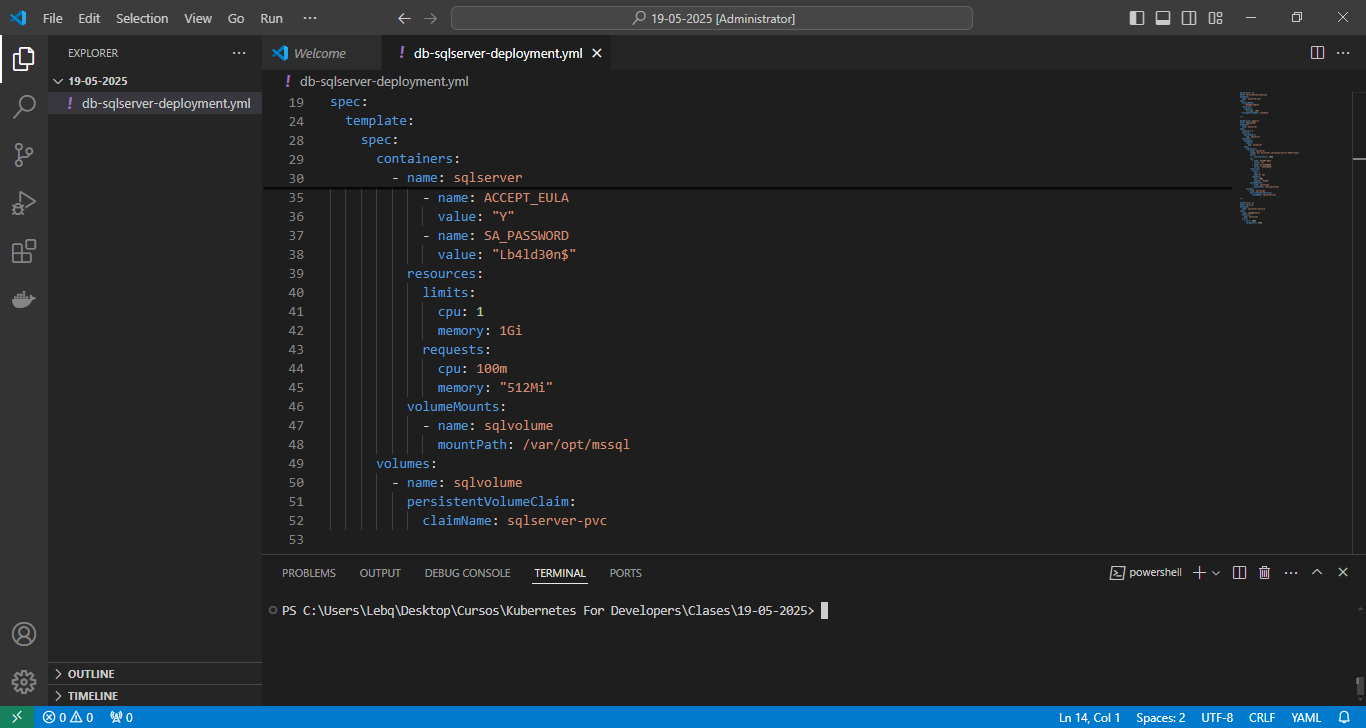 File Edit Selection View Go Run ··· 19-05-2025 [Administrator]
EXPLORER ···
19-05-2025
! db-sqlserver-deployment.yml
OUTLINE
TIMELINE
Welcome ! db-sqlserver-deployment.yml
! db-sqlserver-deployment.yml
19 spec:
24 template:
28 spec:
29 containers:
30 - name: sqlserver
35 - name: ACCEPT_EULA
36 value: "Y"
37 - name: SA_PASSWORD
38 value: "Lb4ld30n$"
39 resources:
40 limits:
41 cpu: 1
42 memory: 1Gi
43 requests:
44 cpu: 100m
45 memory: "512Mi"
46 volumeMounts:
47 - name: sqlvolume
48 mountPath: /var/opt/mssql
49 volumes:
50 - name: sqlvolume
51 persistentVolumeClaim:
52 claimName: sqlserver-pvc
53
PROBLEMS OUTPUT DEBUG CONSOLE TERMINAL PORTS powershell
PS C:\Users\Lebq\Desktop\Cursos\Kubernetes For Developers\Clases\19-05-2025>
0 0 0 Ln 14, Col 1 Spaces: 2 UTF-8 CRLF YAML